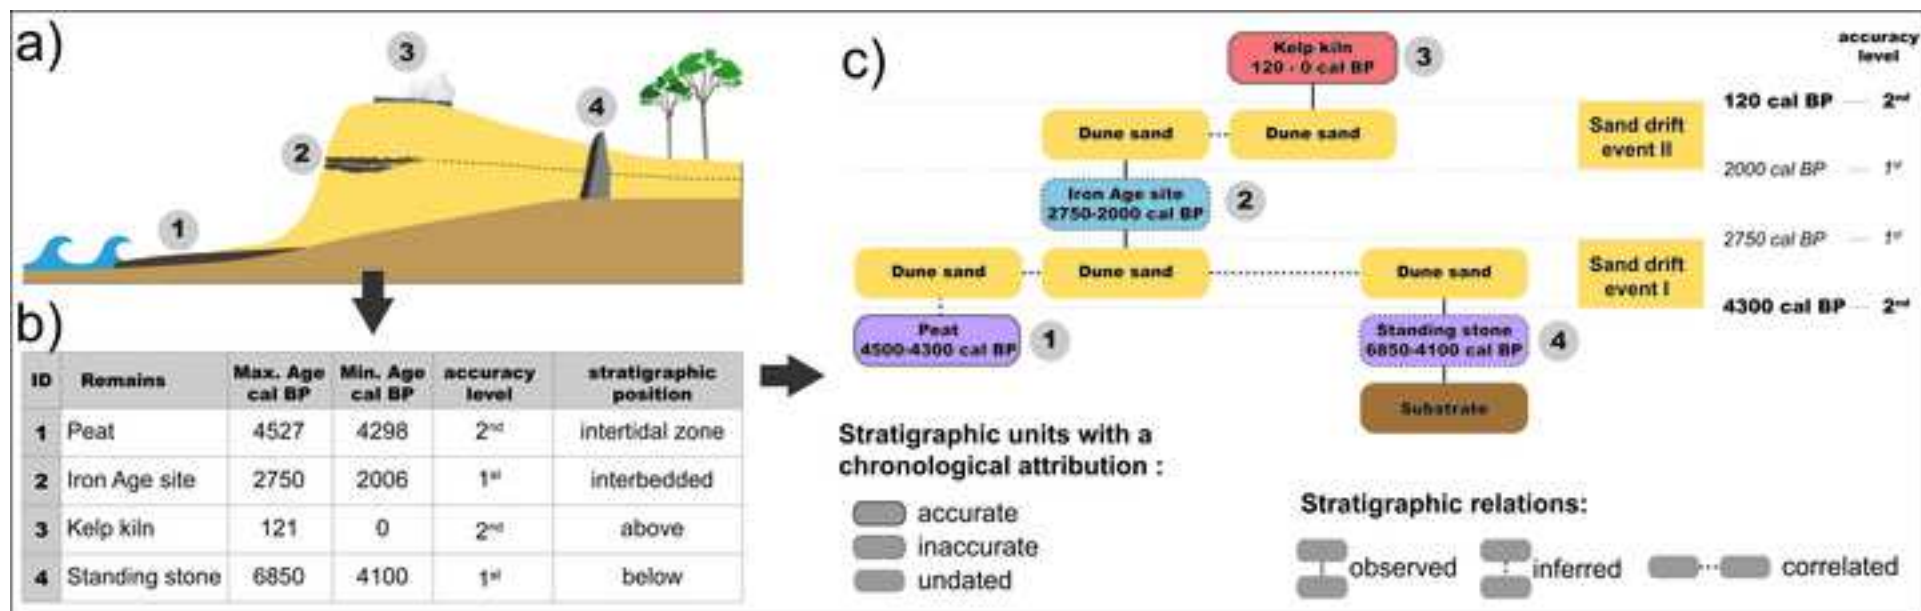 a)
3
4
2
1
b)
ID Remains Max. Age cal BP Min. Age cal BP accuracy level stratigraphic position
1 Peat 4527 4298 2nd intertidal zone
2 Iron Age site 2750 2006 1st interbedded
3 Kelp kiln 121 0 2nd above
4 Standing stone 6850 4100 1st below
c)
Kelp kiln
120 - 0 cal BP
3
accuracy
level
120 cal BP 2nd
Dune sand Dune sand
Sand drift
event II
2000 cal BP 1st
Iron Age site
2750-2000 cal BP
2
2750 cal BP 1st
Dune sand Dune sand Dune sand
Sand drift
event I
4300 cal BP 2nd
Peat
4500-4300 cal BP
1
Standing stone
6850-4100 cal BP
4
Substrate
Stratigraphic units with a
chronological attribution :
accurate
inaccurate
undated
Stratigraphic relations:
observed inferred correlated